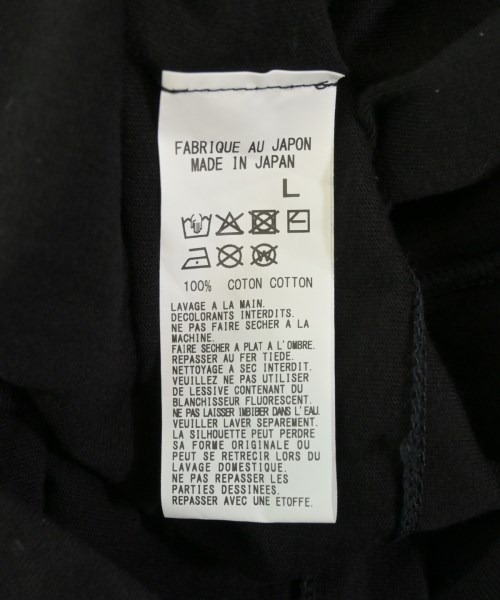 FABRIQUE AU JAPON
MADE IN JAPAN
L
100% COTON COTTON
LAVAGE A LA MAIN.
DECOLORANTS INTERDITS.
NE PAS FAIRE SECHER A LA
MACHINE.
FAIRE SECHER A PLAT A L'OMBRE.
REPASSER AU FER TIEDE.
NETTOYAGE A SEC INTERDIT.
VEUILLEZ NE PAS UTILISER
DE LESSIVE CONTENANT DU
BLANCHISSEUR FLUORESCENT.
NE PAS LAISSER IMBIBER DANS L'EAU.
VEUILLER LAVER SEPAREMENT.
LA SILHOUETTE PEUT PERDRE
SA FORME ORIGINALE OU
PEUT SE RETRECIR LORS DU
LAVAGE DOMESTIQUE.
NE PAS REPASSER LES
PARTIES DESSINEES.
REPASSER AVEC UNE ETOFFE.